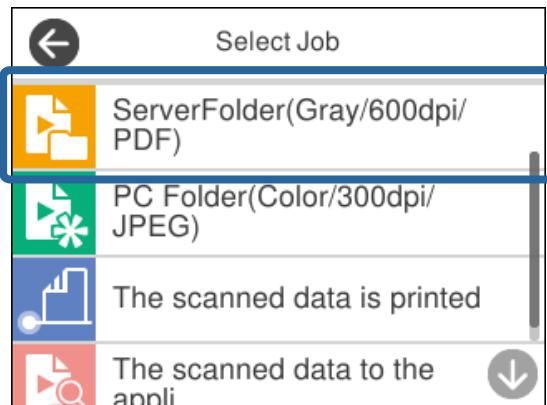 Select Job
ServerFolder(Gray/600dpi/
PDF)
PC Folder(Color/300dpi/
JPEG)
The scanned data is printed
The scanned data to the
appli